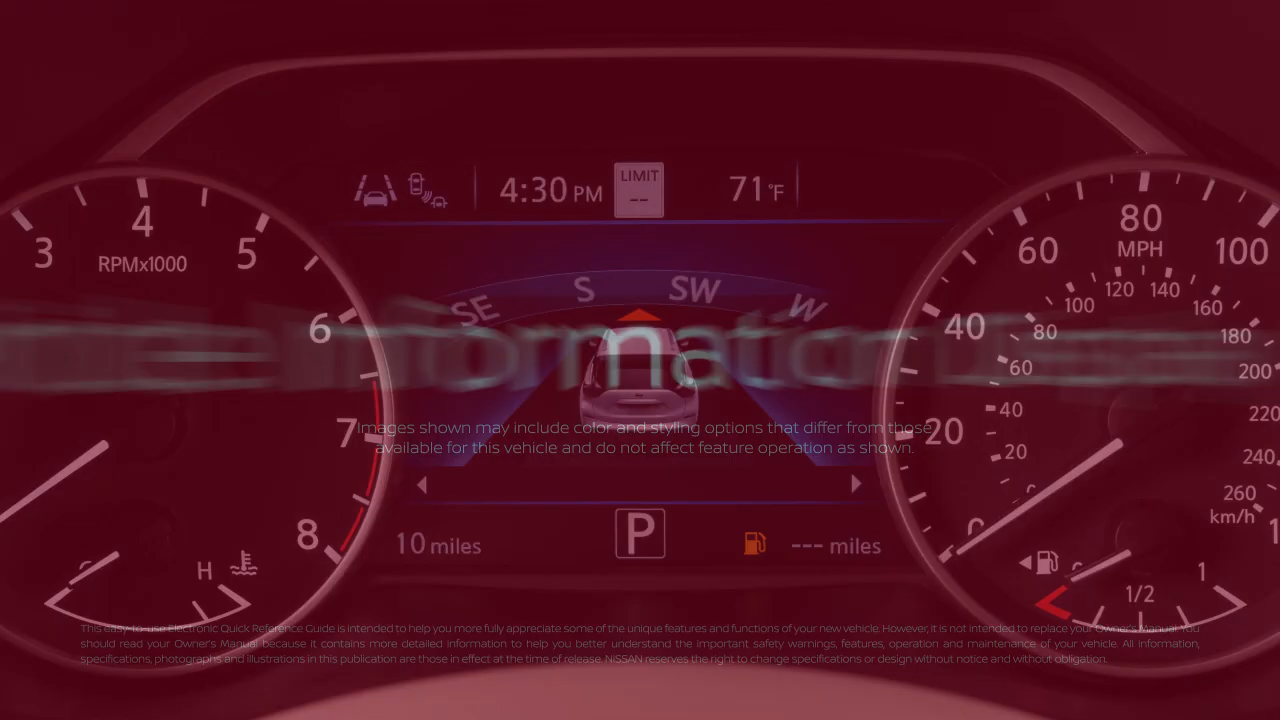 4:30 PM
LIMIT
--
71°F
3
4
5
6
7
8
RPMx1000
H
SE S SW W
Information
Images shown may include color and styling options that differ from those
available for this vehicle and do not affect feature operation as shown.
10 miles
P
--- miles
0
20
40
60
80
100
MPH
20
40
60
80
100
120
140
160
180
200
220
240
260
km/h
1/2
1
This easy-to-use Electronic Quick Reference Guide is intended to help you more fully appreciate some of the unique features and functions of your new vehicle. However, it is not intended to replace your Owner's Manual. You
should read your Owner's Manual because it contains more detailed information to help you better understand the important safety warnings, features, operation and maintenance of your vehicle. All information,
specifications, photographs and illustrations in this publication are those in effect at the time of release. NISSAN reserves the right to change specifications or design without notice and without obligation.